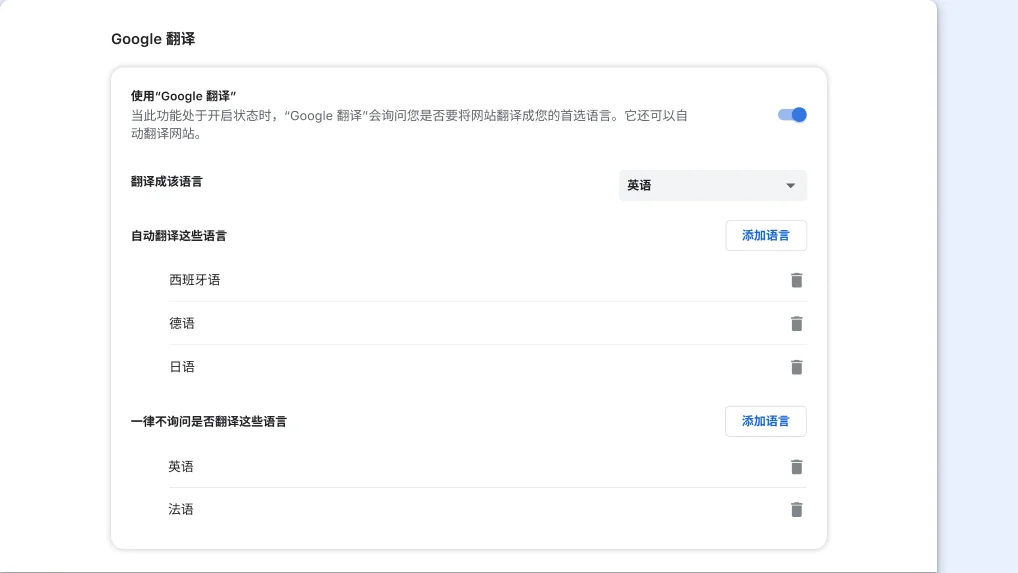 Google 翻译
使用“Google 翻译”
当此功能处于开启状态时，“Google 翻译”会询问您是否要将网站翻译成您的首选语言。它还可以自
动翻译网站。
翻译成该语言
英语
自动翻译这些语言
添加语言
西班牙语
德语
日语
一律不询问是否翻译这些语言
添加语言
英语
法语